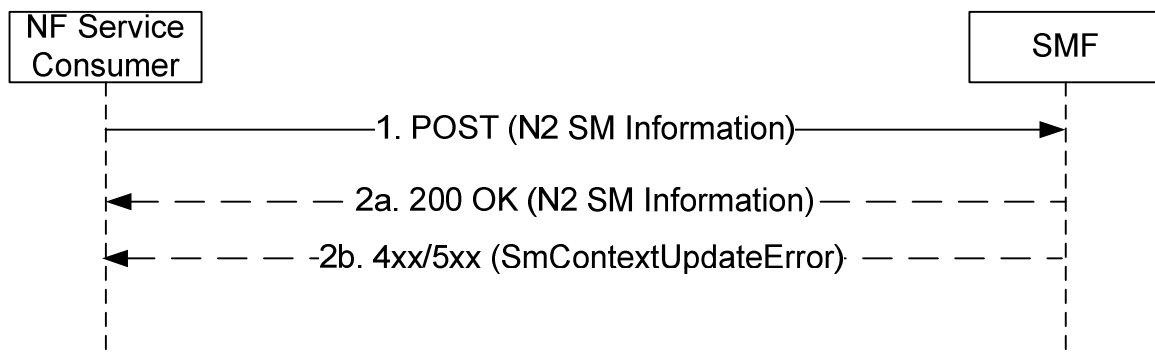 NF Service
Consumer
SMF
1. POST (N2 SM Information)
2a. 200 OK (N2 SM Information)
2b. 4xx/5xx (SmContextUpdateError)